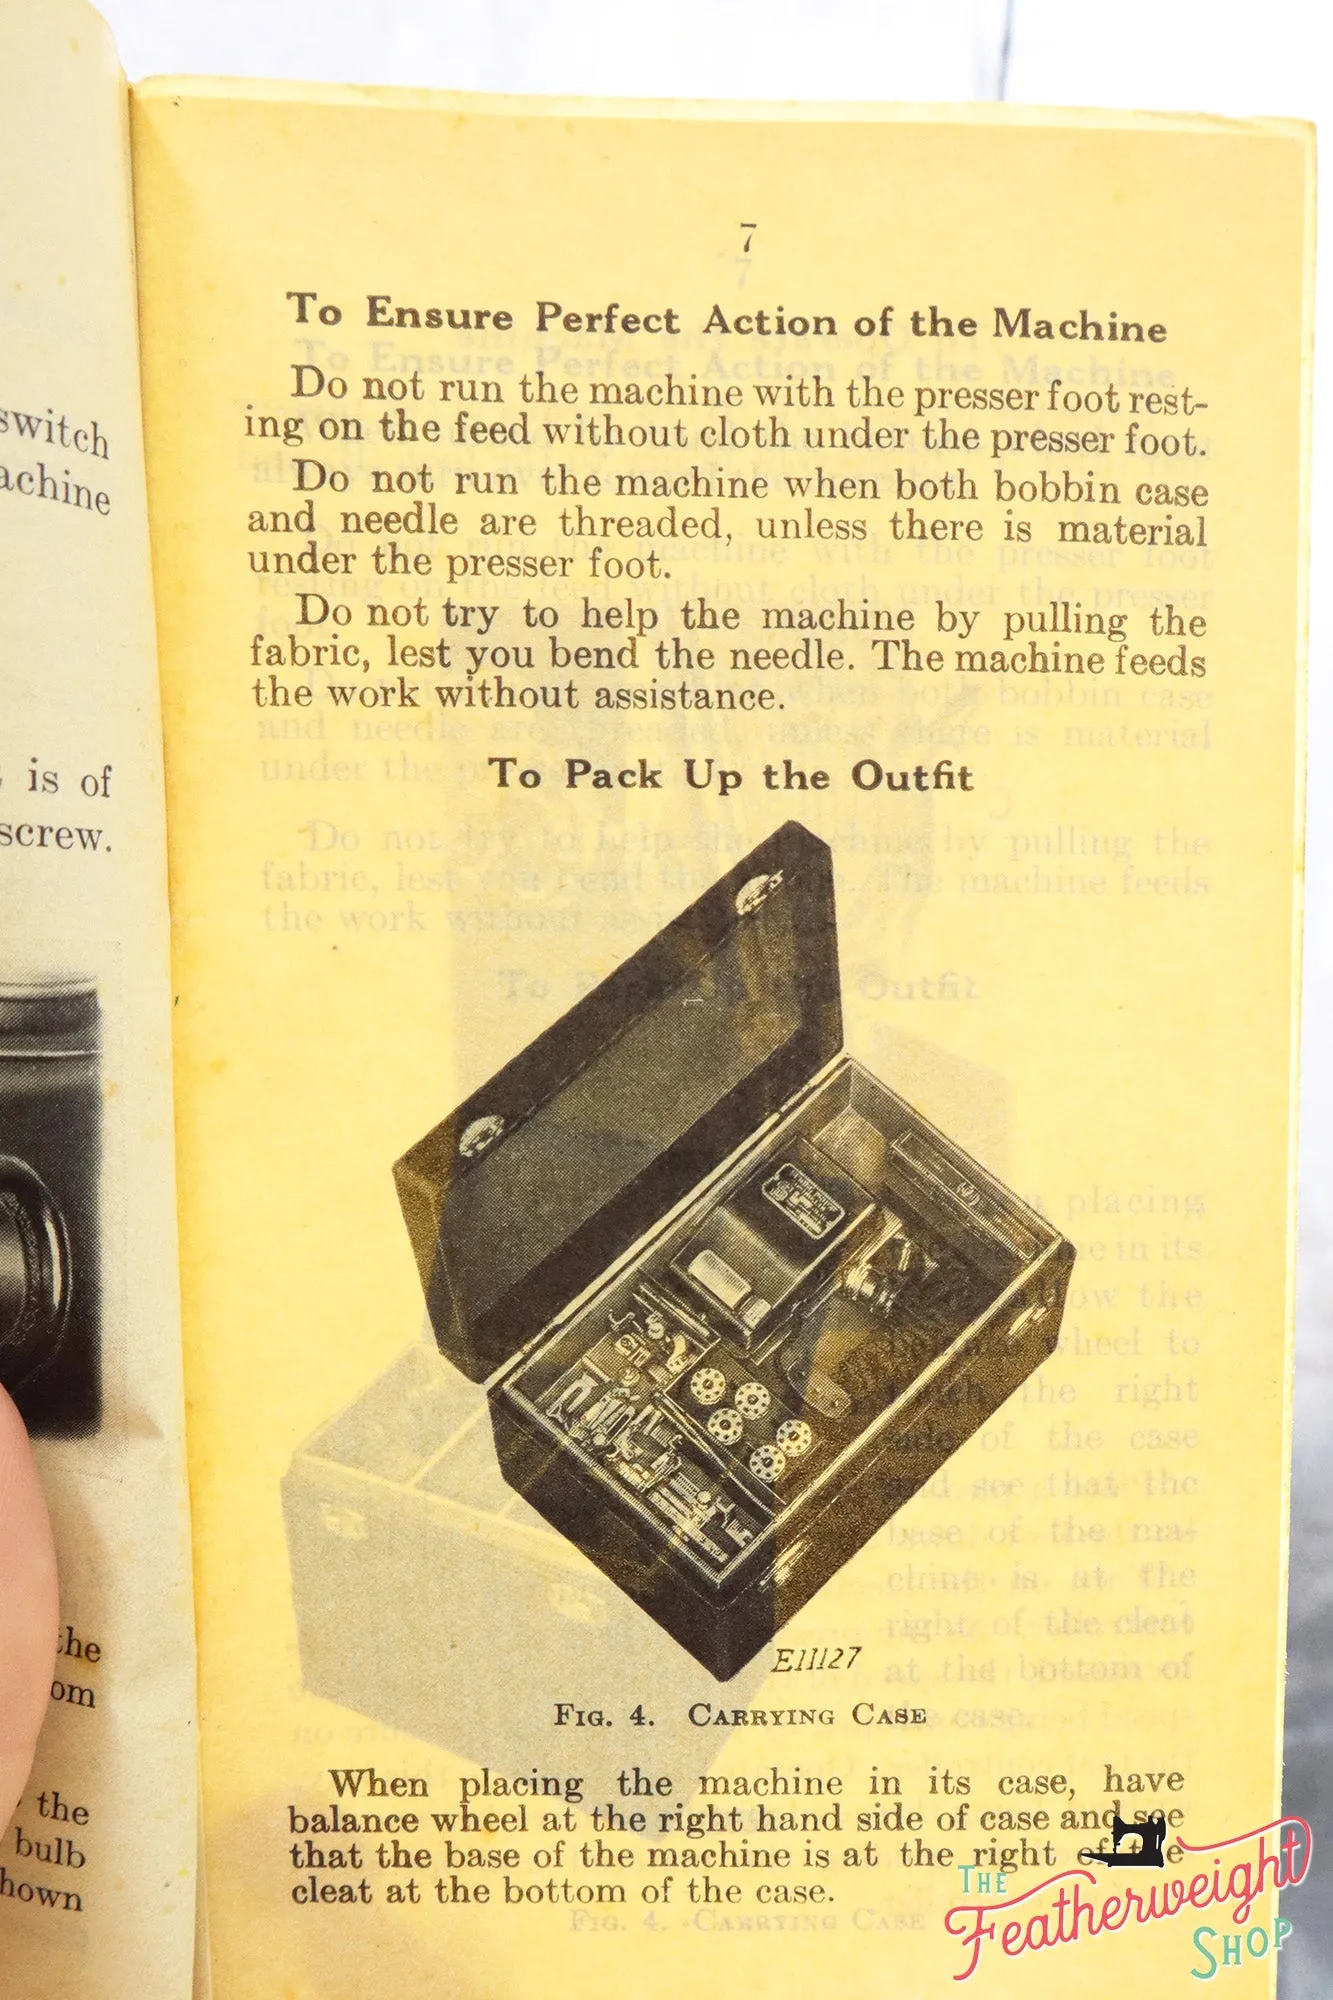 switch
achine
is of
screw.
the
om
the
bulb
hown
7
To Ensure Perfect Action of the Machine
Do not run the machine with the presser foot rest-
ing on the feed without cloth under the presser foot.
Do not run the machine when both bobbin case
and needle are threaded, unless there is material
under the presser foot.
Do not try to help the machine by pulling the
fabric, lest you bend the needle. The machine feeds
the work without assistance.
To Pack Up the Outfit
E11127
FIG. 4. CARRYING CASE
When placing the machine in its case, have
balance wheel at the right hand side of case and see
that the base of the machine is at the right of the
cleat at the bottom of the case.
THE
Featherweight
SHOP